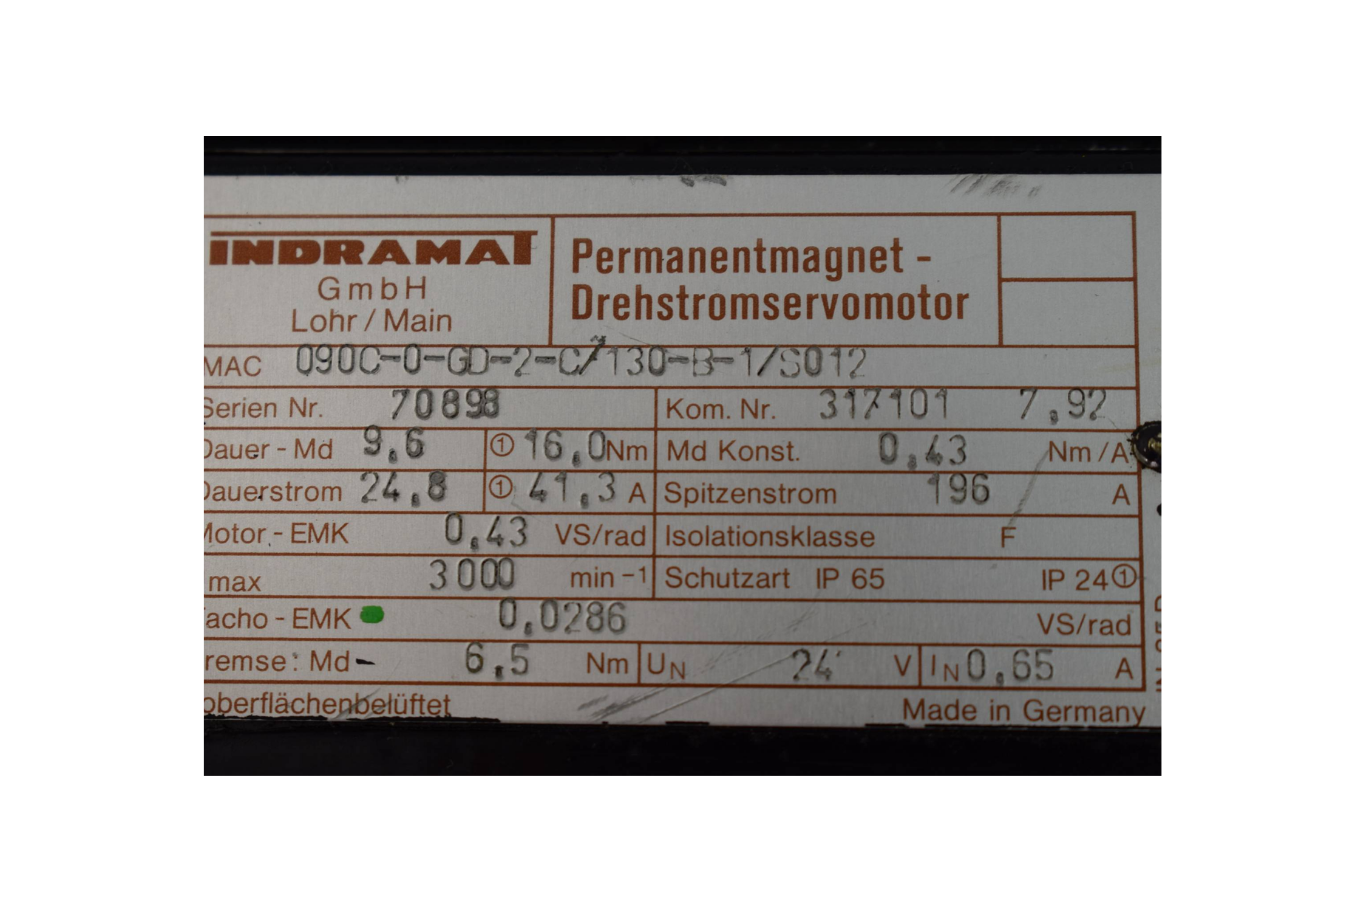 INDRAMAT
GmbH
Lohr / Main
Permanentmagnet -
Drehstromservomotor
MAC 090C-0-GD-2-C/130-B-1/S012
Serien Nr. 70898 Kom. Nr. 317101 7,92
Dauer - Md 9,6 ① 16,0 Nm Md Konst. 0,43 Nm / A
Dauerstrom 24,8 ① 41,3 A Spitzenstrom 196 A
Motor - EMK 0,43 VS/rad Isolationsklasse F
max 3000 min -1 Schutzart IP 65 IP 24 ①
acho - EMK 0,0286 VS/rad
remse: Md 6,5 Nm UN 24 V IN 0,65 A
oberflächenbelüftet Made in Germany